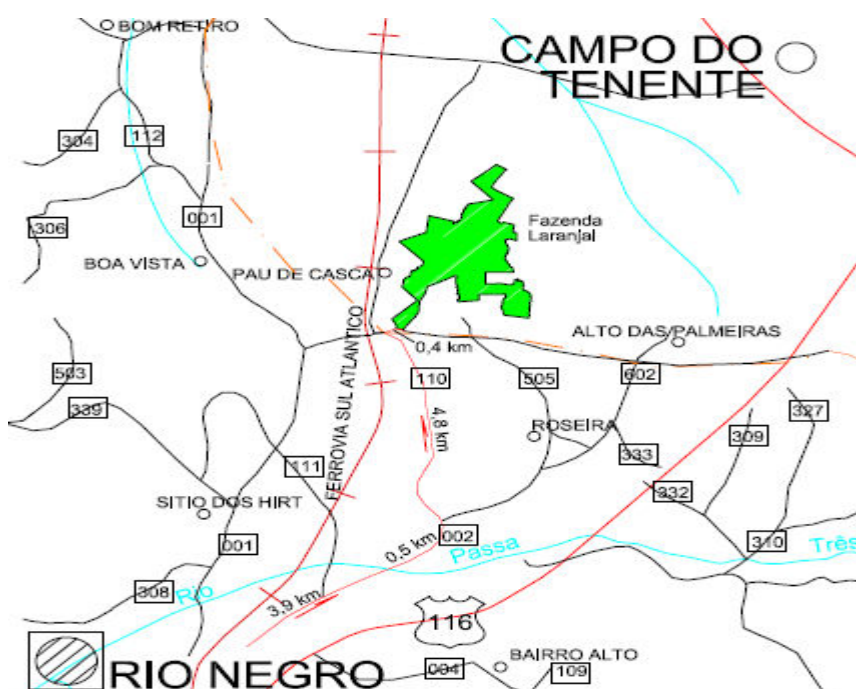 BOM RETIRO
CAMPO DO
TENENTE
304
112
306
001
Fazenda
Laranjal
BOA VISTA
PAU DE CASCA
FERROVIA SUL ATLANTICO
0,4 km
ALTO DAS PALMEIRAS
503
110
505
602
339
4,8 km
327
309
ROSEIRA
111
333
332
SITIO DOS HIRT
001
002
0,5 km
Passa
Três
310
308
Rio
3,9 km
116
RIO NEGRO
004
BAIRRO ALTO
109